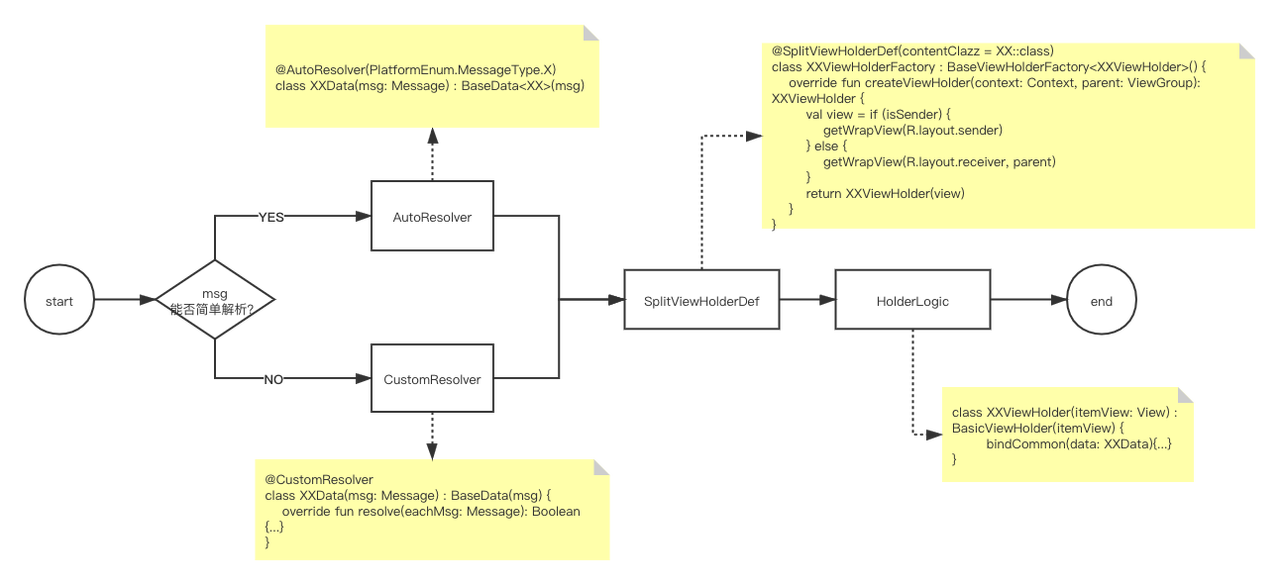 @AutoResolver(PlatformEnum.MessageType.X)
class XXData(msg: Message) : BaseData<XX>(msg)
@SplitViewHolderDef(contentClazz = XX::class)
class XXViewHolderFactory : BaseViewHolderFactory<XXViewHolder>() {
override fun createViewHolder(context: Context, parent: ViewGroup):
XXViewHolder {
val view = if (isSender) {
getWrapView(R.layout.sender)
} else {
getWrapView(R.layout.receiver, parent)
}
return XXViewHolder(view)
}
}
YES
AutoResolver
start
msg
能否简单解析?
SplitViewHolderDef
HolderLogic
end
NO
CustomResolver
class XXViewHolder(itemView: View) :
BasicViewHolder(itemView) {
bindCommon(data: XXData){...}
}
@CustomResolver
class XXData(msg: Message) : BaseData(msg) {
override fun resolve(eachMsg: Message): Boolean
{...}
}